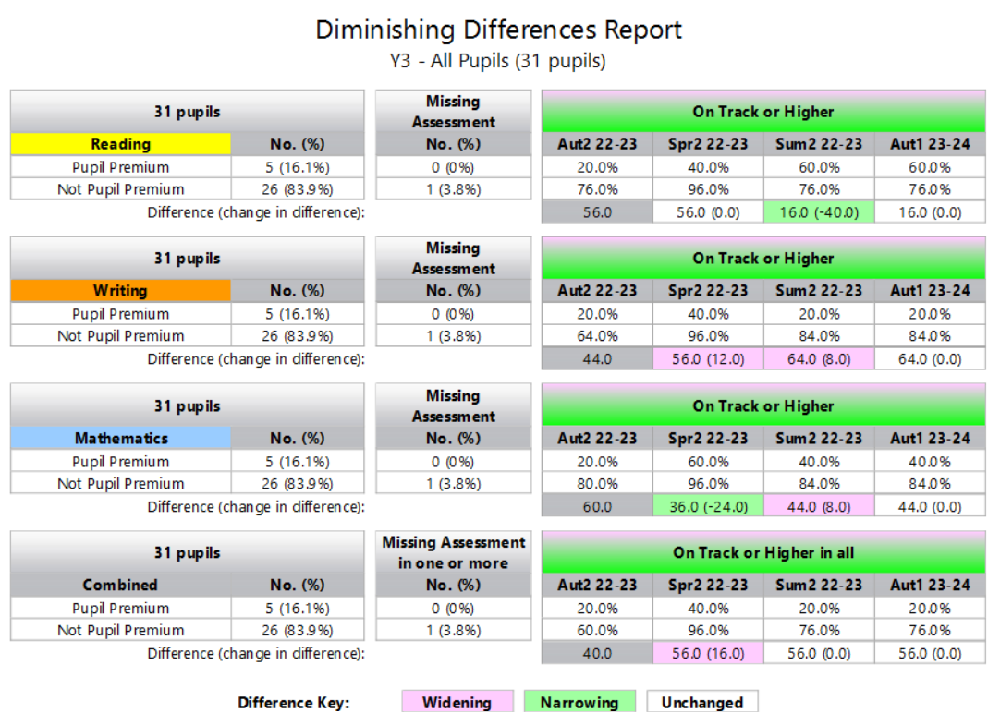 Diminishing Differences Report
Y3 - All Pupils (31 pupils)
31 pupils Missing Assessment On Track or Higher
Reading No. (%) No. (%) Aut2 22-23 Spr2 22-23 Sum2 22-23 Aut1 23-24
Pupil Premium 5 (16.1%) 0 (0%) 20.0% 40.0% 60.0% 60.0%
Not Pupil Premium 26 (83.9%) 1 (3.8%) 76.0% 96.0% 76.0% 76.0%
Difference (change in difference): 56.0 56.0 (0.0) 16.0 (-40.0) 16.0 (0.0)
31 pupils Missing Assessment On Track or Higher
Writing No. (%) No. (%) Aut2 22-23 Spr2 22-23 Sum2 22-23 Aut1 23-24
Pupil Premium 5 (16.1%) 0 (0%) 20.0% 40.0% 20.0% 20.0%
Not Pupil Premium 26 (83.9%) 1 (3.8%) 64.0% 96.0% 84.0% 84.0%
Difference (change in difference): 44.0 56.0 (12.0) 64.0 (8.0) 64.0 (0.0)
31 pupils Missing Assessment On Track or Higher
Mathematics No. (%) No. (%) Aut2 22-23 Spr2 22-23 Sum2 22-23 Aut1 23-24
Pupil Premium 5 (16.1%) 0 (0%) 20.0% 60.0% 40.0% 40.0%
Not Pupil Premium 26 (83.9%) 1 (3.8%) 80.0% 96.0% 84.0% 84.0%
Difference (change in difference): 60.0 36.0 (-24.0) 44.0 (8.0) 44.0 (0.0)
31 pupils Missing Assessment in one or more On Track or Higher in all
Combined No. (%) No. (%) Aut2 22-23 Spr2 22-23 Sum2 22-23 Aut1 23-24
Pupil Premium 5 (16.1%) 0 (0%) 20.0% 40.0% 20.0% 20.0%
Not Pupil Premium 26 (83.9%) 1 (3.8%) 60.0% 96.0% 76.0% 76.0%
Difference (change in difference): 40.0 56.0 (16.0) 56.0 (0.0) 56.0 (0.0)
Difference Key: Widening Narrowing Unchanged